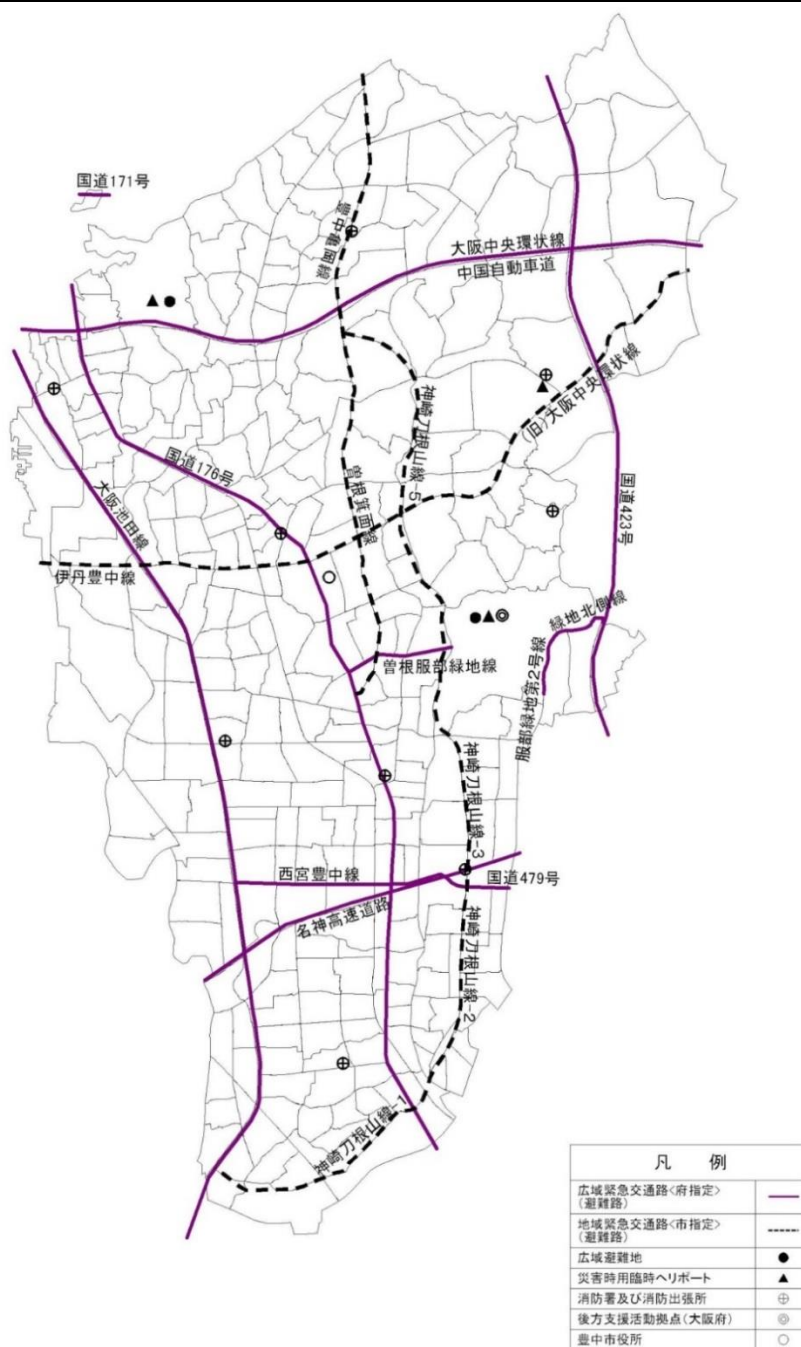 国道171号
豊中亀岡線
大阪中央環状線
中国自動車道
神崎刀根山線-5
(旧)大阪中央環状線
国道176号
曽根箕面線
大阪池田線
国道423号
伊丹豊中線
緑地北側線
曽根服部緑地線
服部緑地第2号線
神崎刀根山線-3
西宮豊中線
国道479号
名神高速道路
神崎刀根山線-2
神崎刀根山線-1
凡 例
広域緊急交通路<府指定>
(避難路)
地域緊急交通路<市指定>
(避難路)
広域避難地
災害時用臨時ヘリポート
消防署及び消防出張所
後方支援活動拠点(大阪府)
豊中市役所